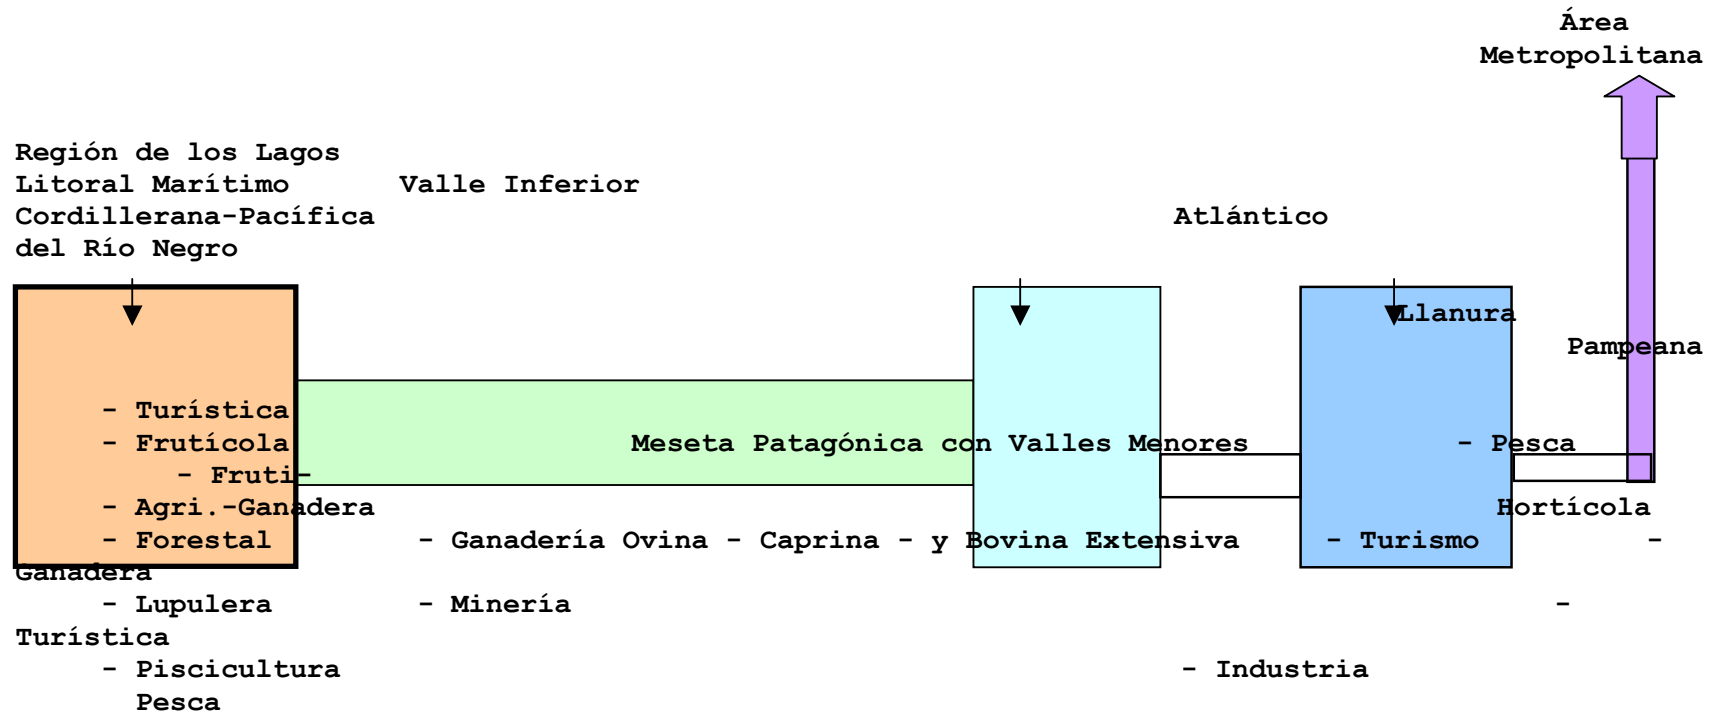 Área
Metropolitana
Región de los Lagos
Litoral Marítimo Valle Inferior
Cordillerana-Pacífica Atlántico
del Río Negro
Llanura
Pampeana
- Turística
- Frutícola Meseta Patagónica con Valles Menores - Pesca
- Fruti-
- Agri.-Ganadera Hortícola
- Forestal - Ganadería Ovina - Caprina - y Bovina Extensiva - Turismo -
Ganadera
- Lupulera - Minería -
Turística
- Piscicultura - Industria
Pesca